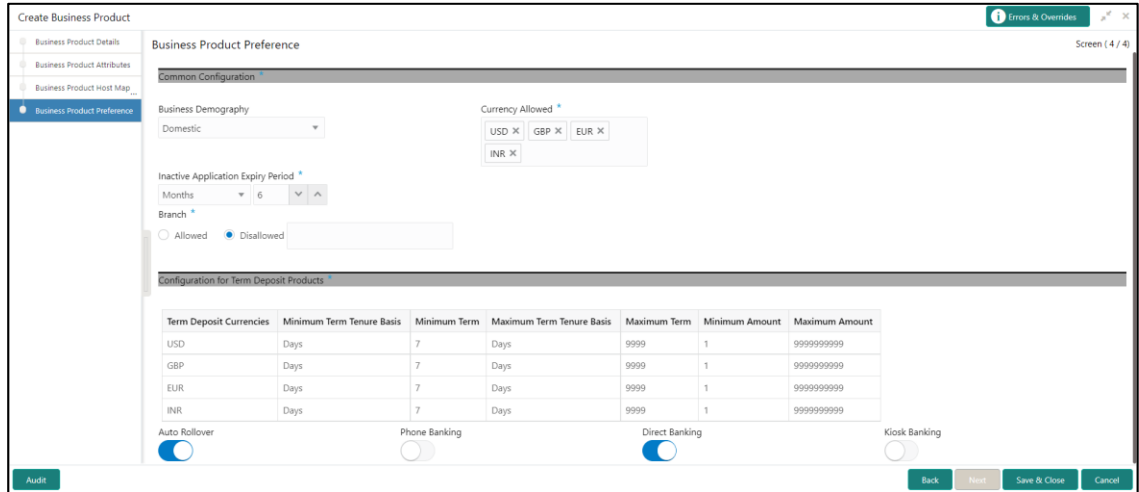 Create Business Product
Errors & Overrides
Business Product Details
Business Product Attributes
Business Product Host Map...
Business Product Preference
Business Product Preference
Screen ( 4 / 4)
Common Configuration *
Business Demography
Currency Allowed *
Domestic
USD × GBP × EUR ×
INR ×
Inactive Application Expiry Period *
Months 6
Branch *
Allowed Disallowed
Configuration for Term Deposit Products *
Term Deposit Currencies Minimum Term Tenure Basis Minimum Term Maximum Term Tenure Basis Maximum Term Minimum Amount Maximum Amount
USD Days 7 Days 9999 1 9999999999
GBP Days 7 Days 9999 1 9999999999
EUR Days 7 Days 9999 1 9999999999
INR Days 7 Days 9999 1 9999999999
Auto Rollover Phone Banking Direct Banking Kiosk Banking
Audit Back Next Save & Close Cancel